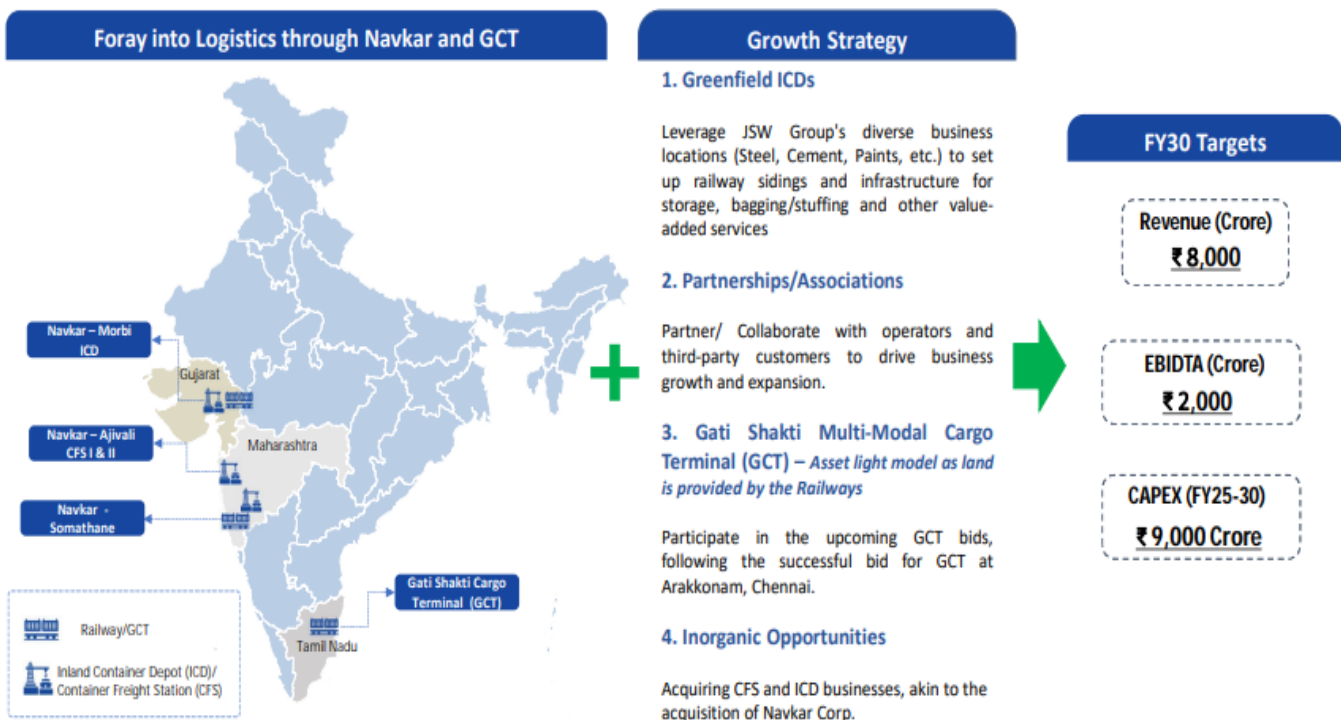 Foray into Logistics through Navkar and GCT
Navkar – Morbi
ICD
Gujarat
Navkar – Ajivali
CFS I & II
Maharashtra
Navkar -
Somathane
Gati Shakti Cargo
Terminal (GCT)
Tamil Nadu
Railway/GCT
Inland Container Depot (ICD)/
Container Freight Station (CFS)
Growth Strategy
1. Greenfield ICDs
Leverage JSW Group's diverse business
locations (Steel, Cement, Paints, etc.) to set
up railway sidings and infrastructure for
storage, bagging/stuffing and other value-
added services
2. Partnerships/Associations
Partner/ Collaborate with operators and
third-party customers to drive business
growth and expansion.
3. Gati Shakti Multi-Modal Cargo
Terminal (GCT) – Asset light model as land
is provided by the Railways
Participate in the upcoming GCT bids,
following the successful bid for GCT at
Arakkonam, Chennai.
4. Inorganic Opportunities
Acquiring CFS and ICD businesses, akin to the
acquisition of Navkar Corp.
FY30 Targets
Revenue (Crore)
₹ 8,000
EBIDTA (Crore)
₹ 2,000
CAPEX (FY25-30)
₹ 9,000 Crore